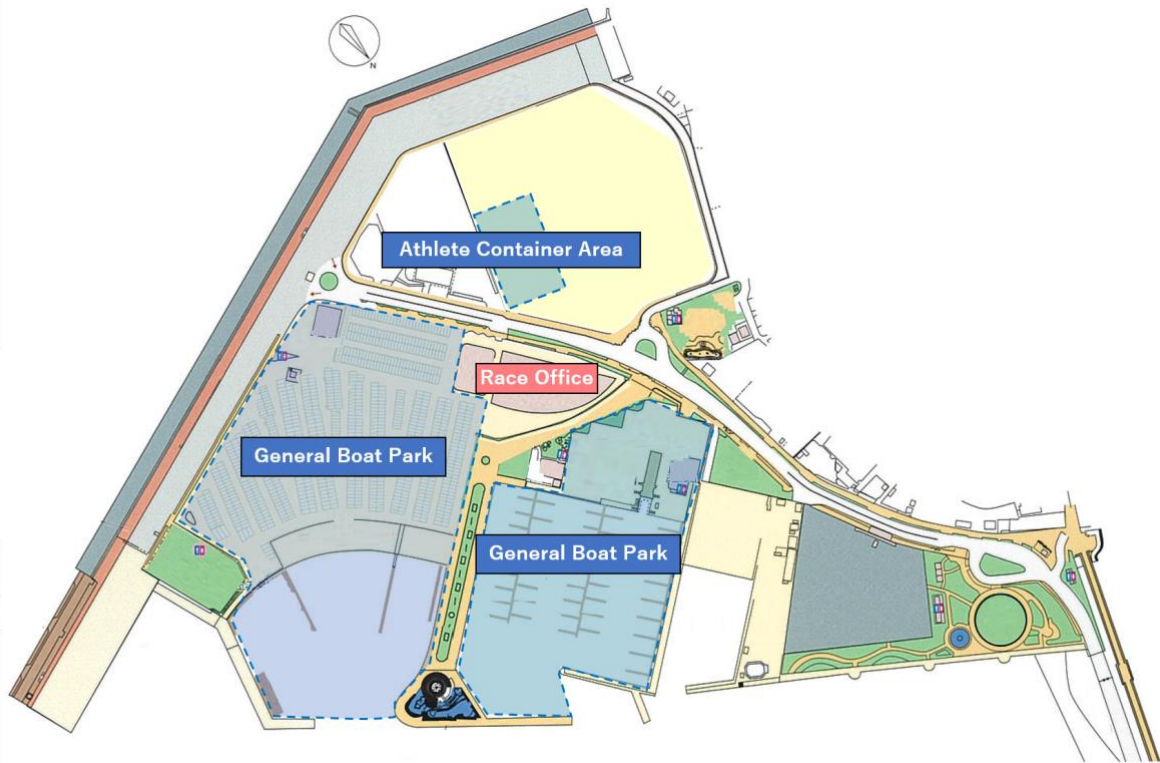 N
Athlete Container Area
Race Office
General Boat Park
General Boat Park